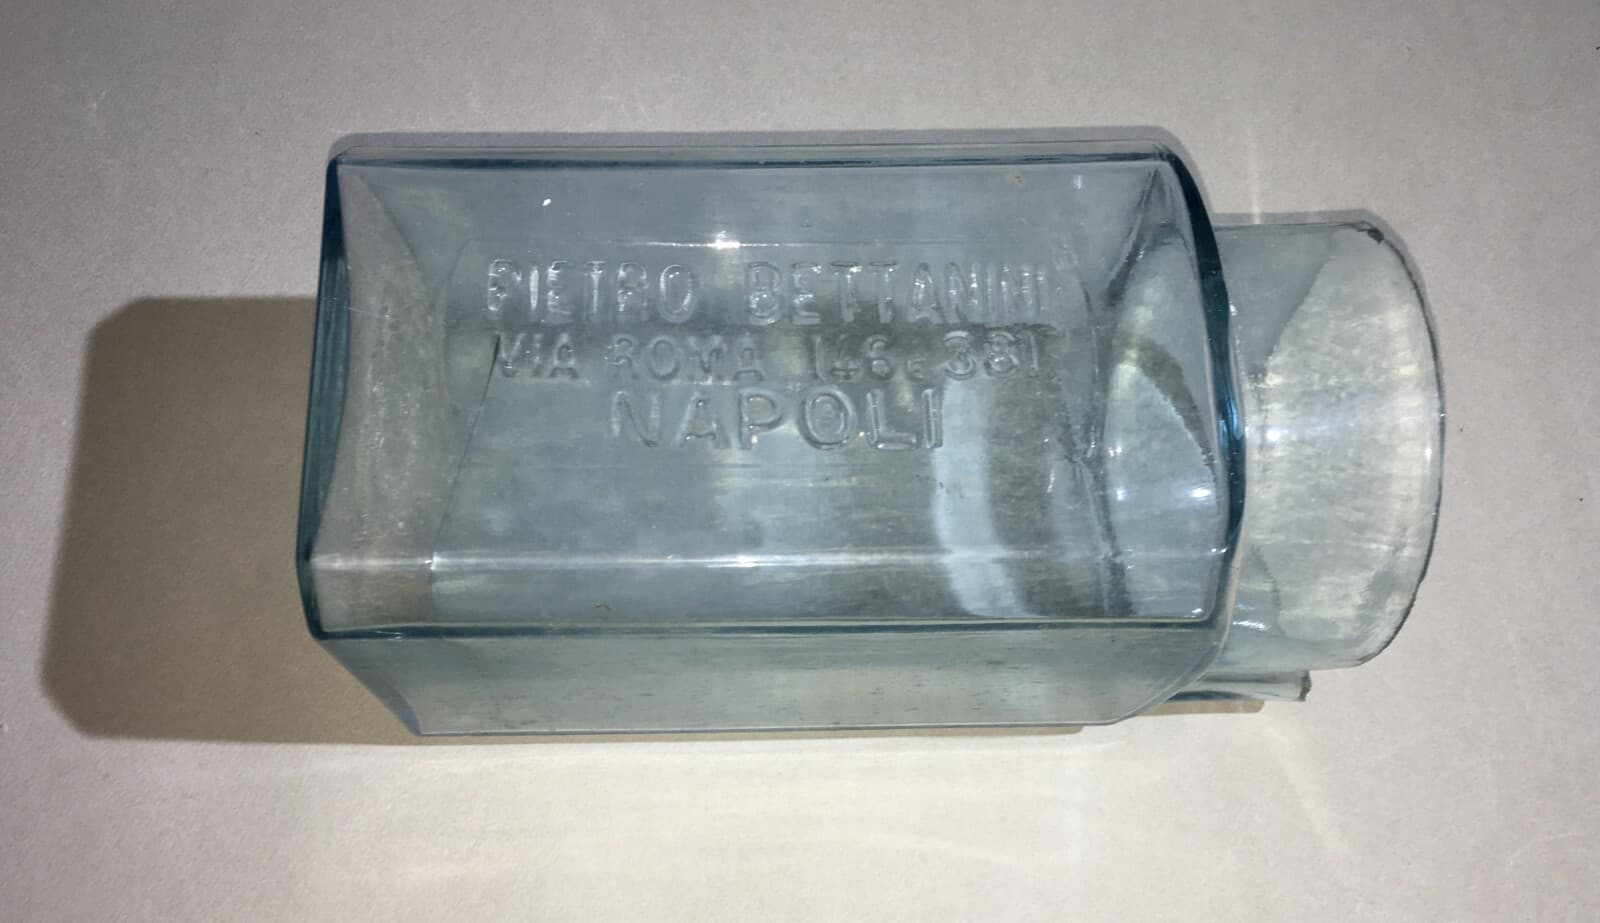 PIETRO BETTANINI
VIA ROMA 146.e 381
NAPOLI